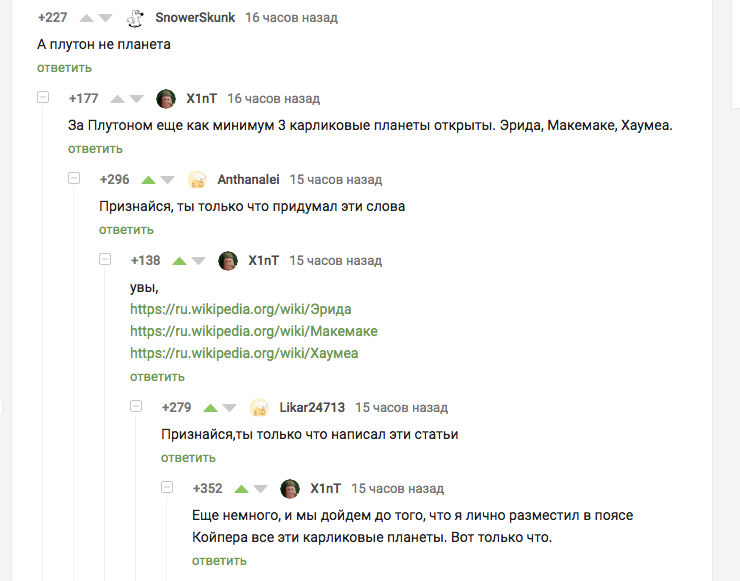 +227 SnowerSkunk 16 часов назад
А плутон не планета
ответить
+177 X1nT 16 часов назад
За Плутоном еще как минимум 3 карликовые планеты открыты. Эрида, Макемаке, Хаумеа.
ответить
+296 Anthanalei 15 часов назад
Признайся, ты только что придумал эти слова
ответить
+138 X1nT 15 часов назад
увы,
https://ru.wikipedia.org/wiki/Эрида
https://ru.wikipedia.org/wiki/Макемаке
https://ru.wikipedia.org/wiki/Хаумеа
ответить
+279 Likar24713 15 часов назад
Признайся,ты только что написал эти статьи
ответить
+352 X1nT 15 часов назад
Еще немного, и мы дойдем до того, что я лично разместил в поясе
Койпера все эти карликовые планеты. Вот только что.
ответить